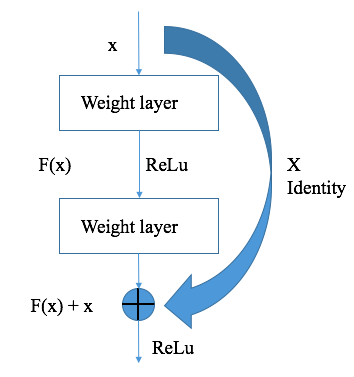 x
Weight layer
F(x)
ReLu
X
Identity
Weight layer
F(x) + x
ReLu